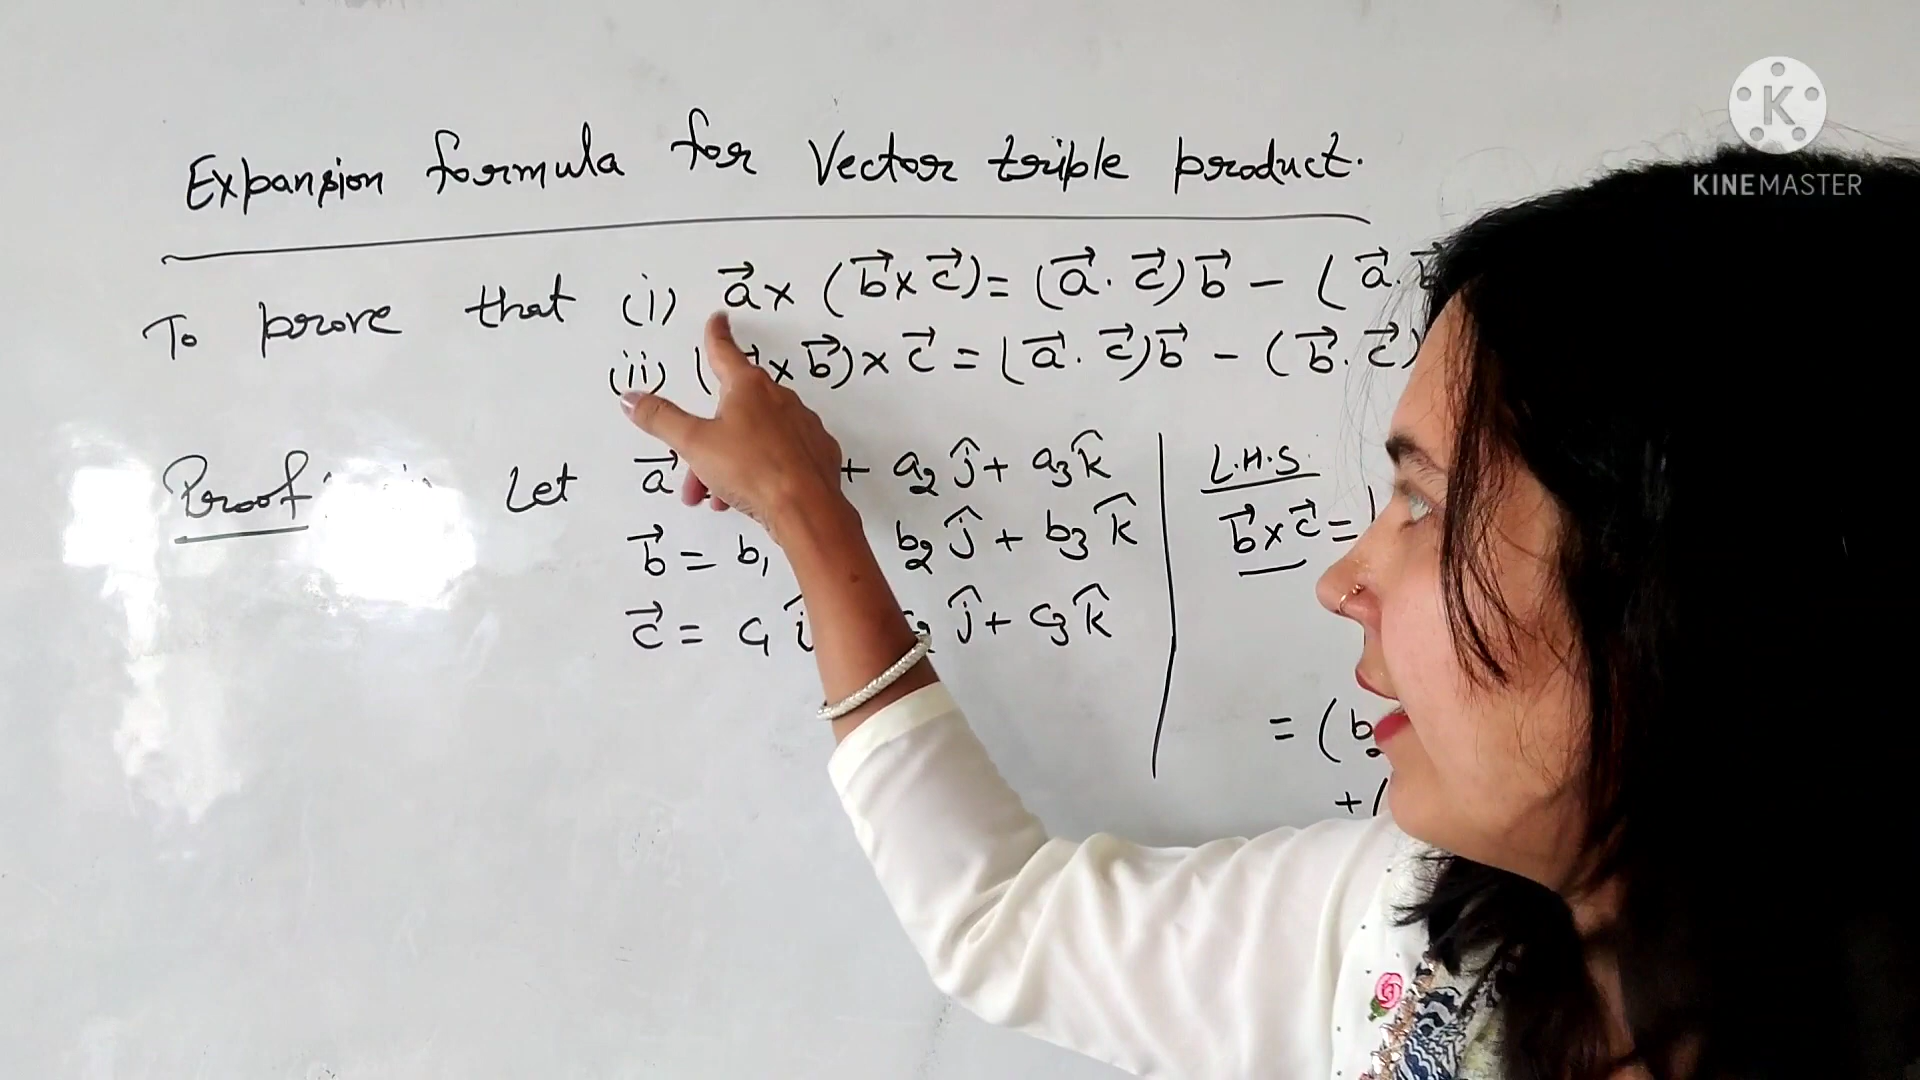 KINEMASTER
Expansion formula for Vector triple product.
To prove that (i) a⃗ × (b⃗ × c⃗) = (a⃗ . c⃗) b⃗ - (a⃗ .
(ii) ( × b⃗) × c⃗ = (a⃗ . c⃗) b⃗ - (b⃗ . c⃗)
Proof Let a⃗ + a₂ ĵ + a₃ k̂
b⃗ = b₁ b₂ ĵ + b₃ k̂
c⃗ = c₁ î ĵ + c₃ k̂
L.H.S.
b⃗ × c⃗ =
= (b
+ (